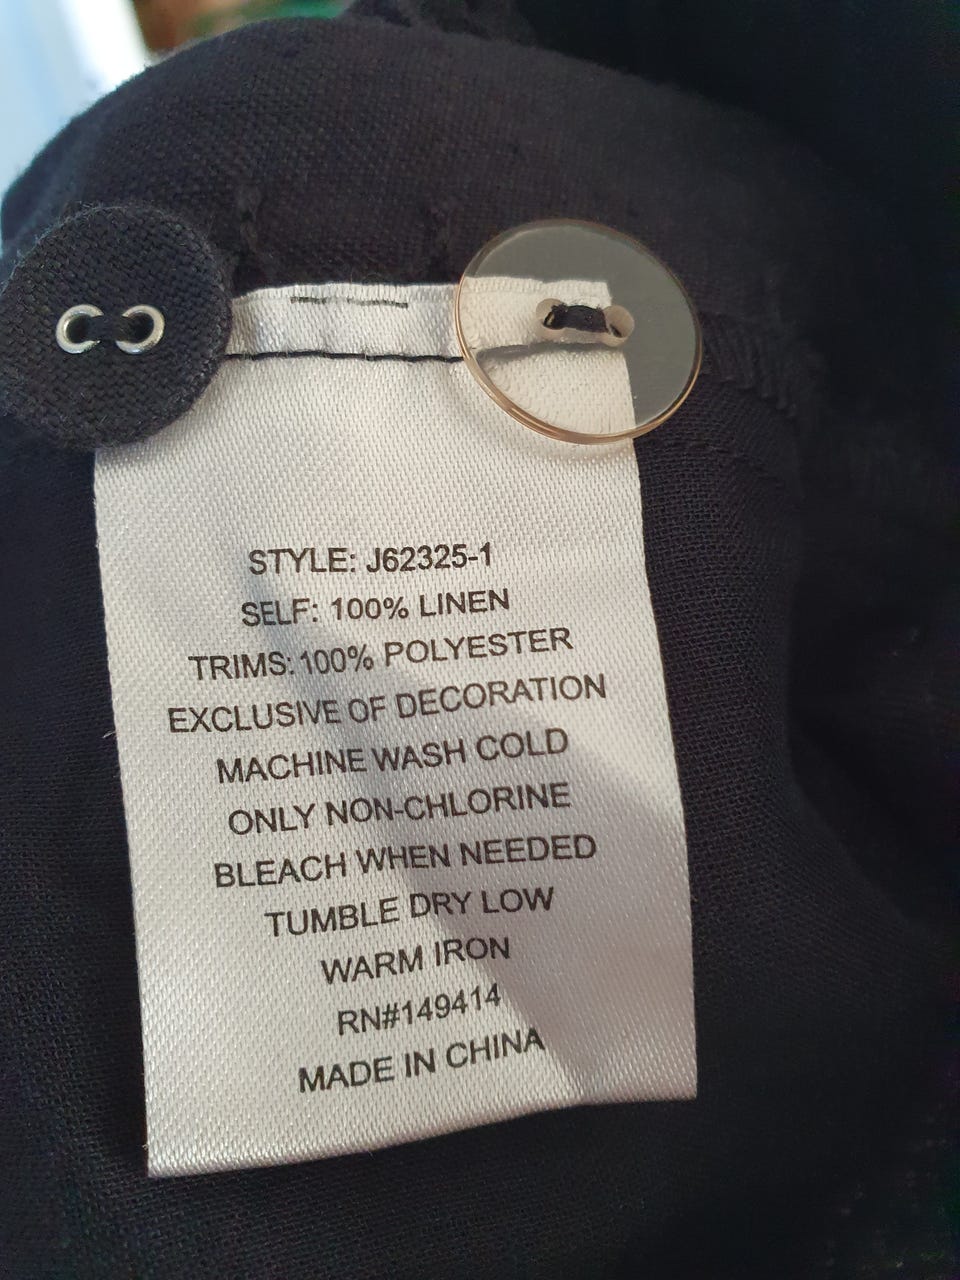 STYLE: J62325-1
SELF: 100% LINEN
TRIMS: 100% POLYESTER
EXCLUSIVE OF DECORATION
MACHINE WASH COLD
ONLY NON-CHLORINE
BLEACH WHEN NEEDED
TUMBLE DRY LOW
WARM IRON
RN#149414
MADE IN CHINA